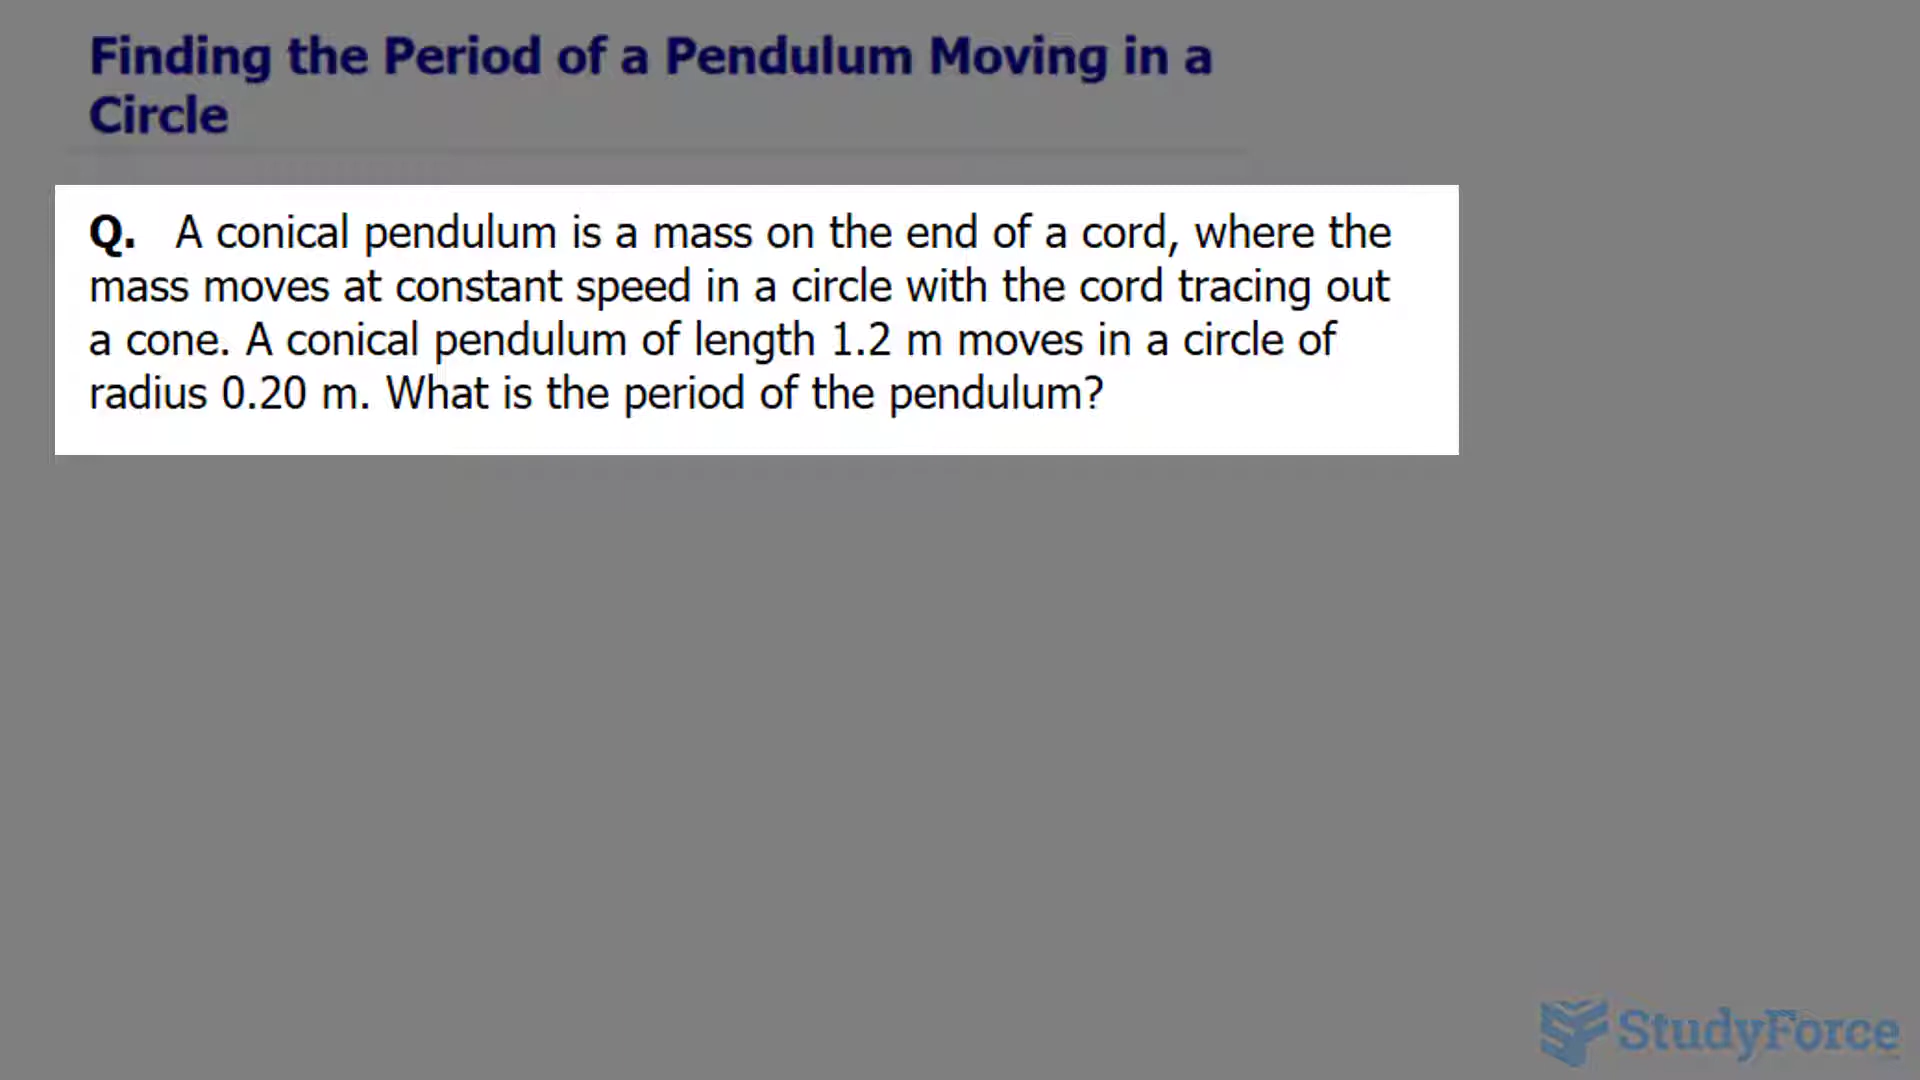 Finding the Period of a Pendulum Moving in a
Circle
Q. A conical pendulum is a mass on the end of a cord, where the
mass moves at constant speed in a circle with the cord tracing out
a cone. A conical pendulum of length 1.2 m moves in a circle of
radius 0.20 m. What is the period of the pendulum?
StudyForce